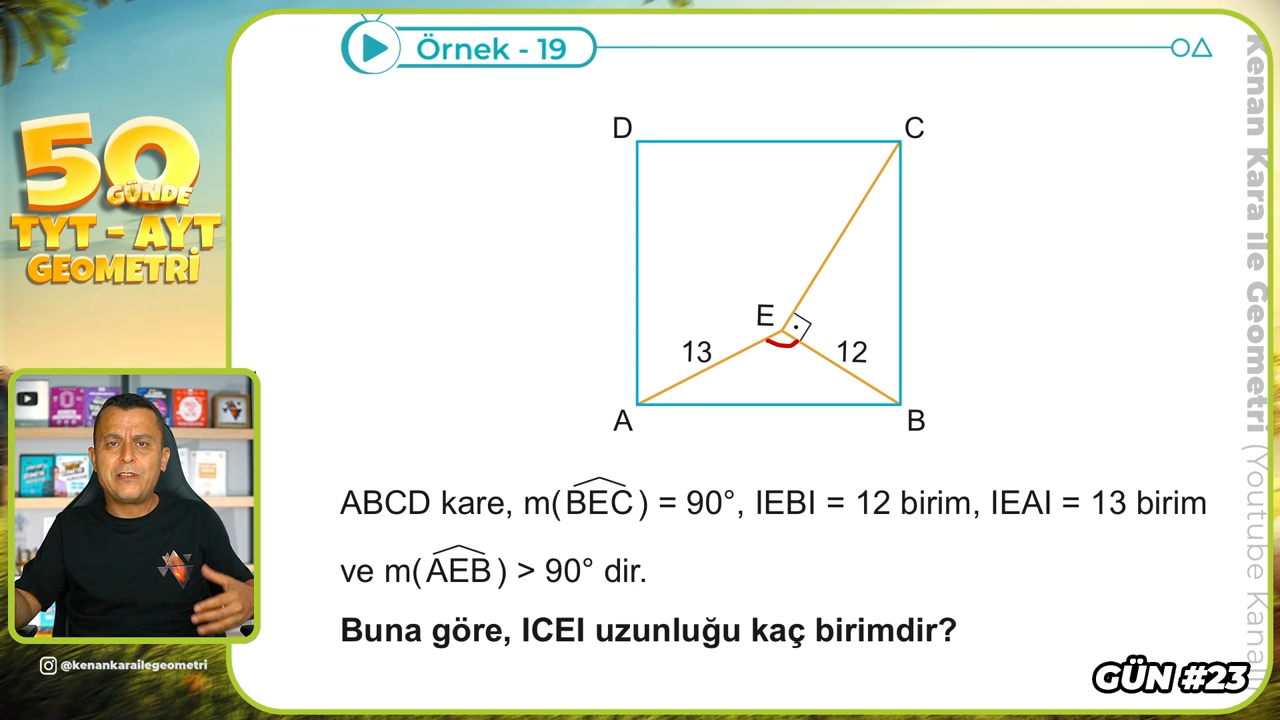 Örnek - 19
50
GÜNDE
TYT - AYT
GEOMETRİ
D
C
E
13
12
A
B
ABCD kare, m(BEC) = 90°, IEBI = 12 birim, IEAI = 13 birim
ve m(AEB) > 90° dir.
Buna göre, ICEI uzunluğu kaç birimdir?
@kenankarailegeometri
GÜN #23
Kenan Kara ile Geometri (Youtube Kanalı)